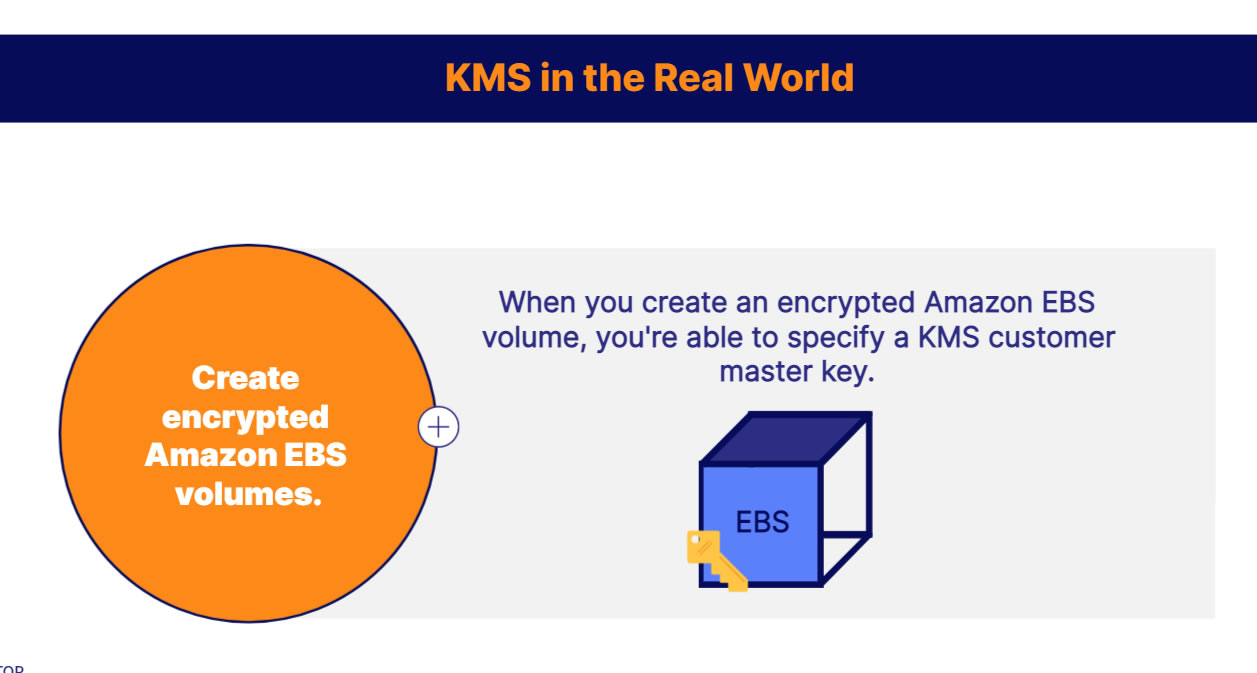 KMS in the Real World
Create
encrypted
Amazon EBS
volumes.
When you create an encrypted Amazon EBS
volume, you're able to specify a KMS customer
master key.
EBS